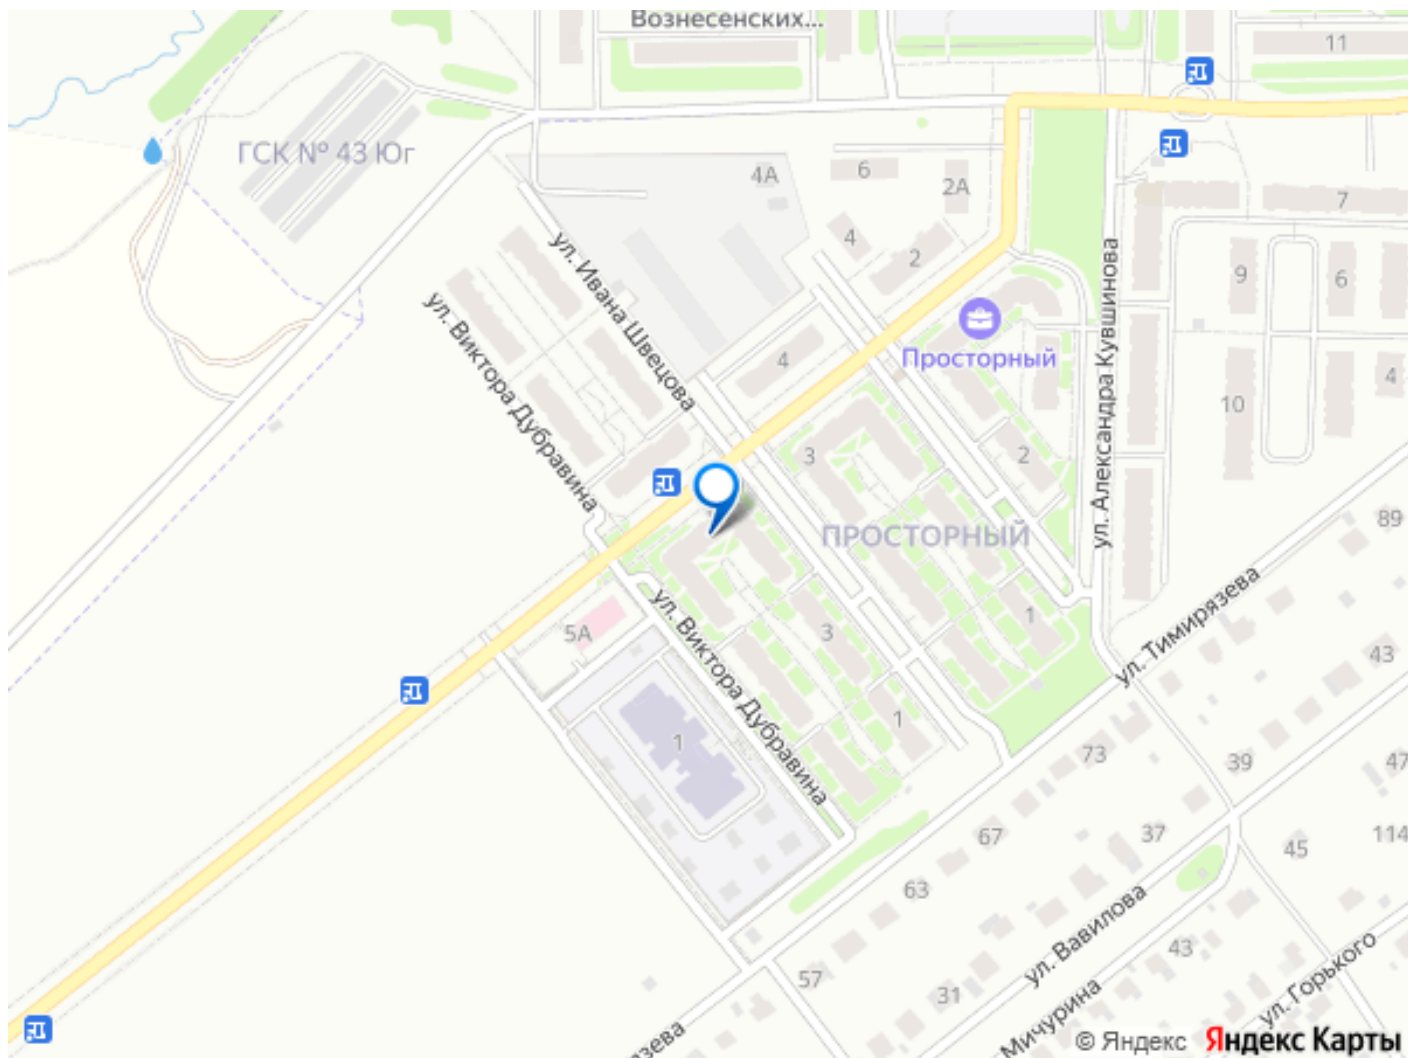 Вознесенских...
11
ГСК № 43 Юг
4А
6
2А
7
4
2
9
6
ул. Ивана Швецова
ул. Виктора Дубравина
ул. Александра Кувшинова
Просторный
4
4
10
3
2
ПРОСТОРНЫЙ
89
ул. Тимирязева
5А
ул. Виктора Дубравина
3
1
43
1
1
73
39
47
67
37
45
114
63
ул. Вавилова
43
57
31
ул. Горького
Мичурина
язева
© Яндекс
Яндекс Карты